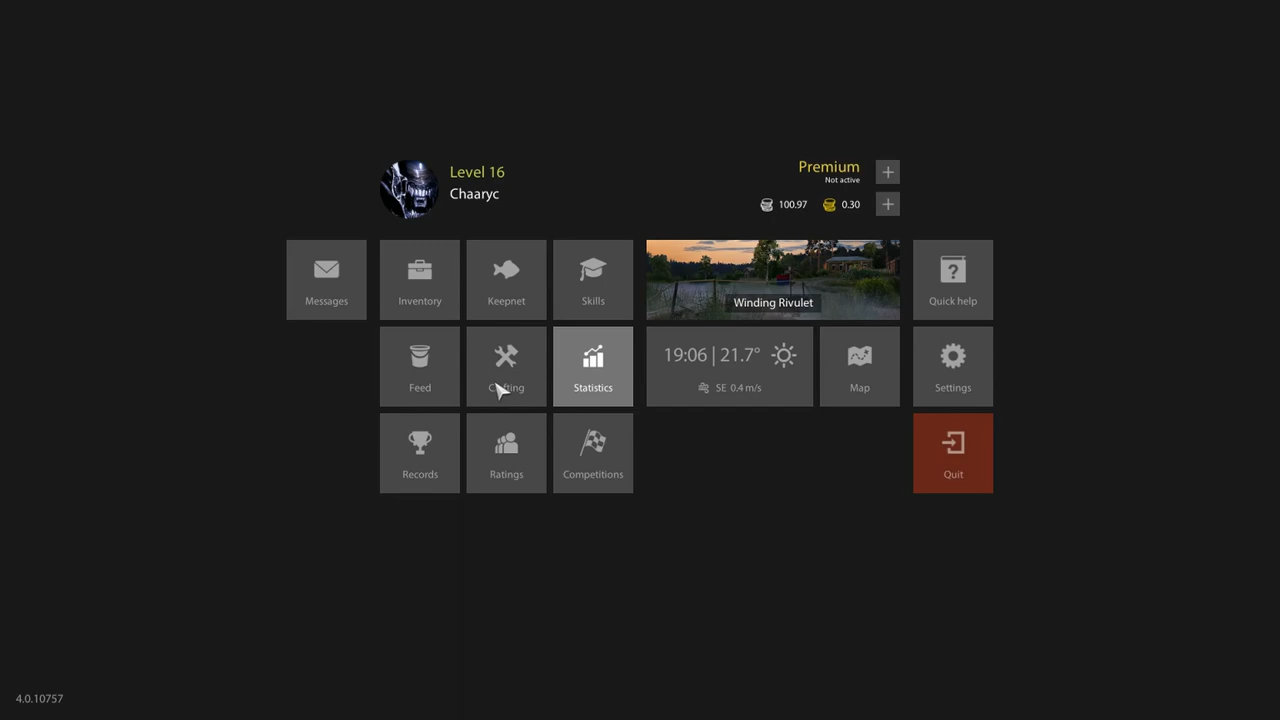 Level 16
Chaaryc
Premium
Not active
100.97 0.30
Messages
Inventory
Keepnet
Skills
Winding Rivulet
Quick help
Feed
Crafting
Statistics
19:06 | 21.7°
SE 0.4 m/s
Map
Settings
Records
Ratings
Competitions
Quit
4.0.10757